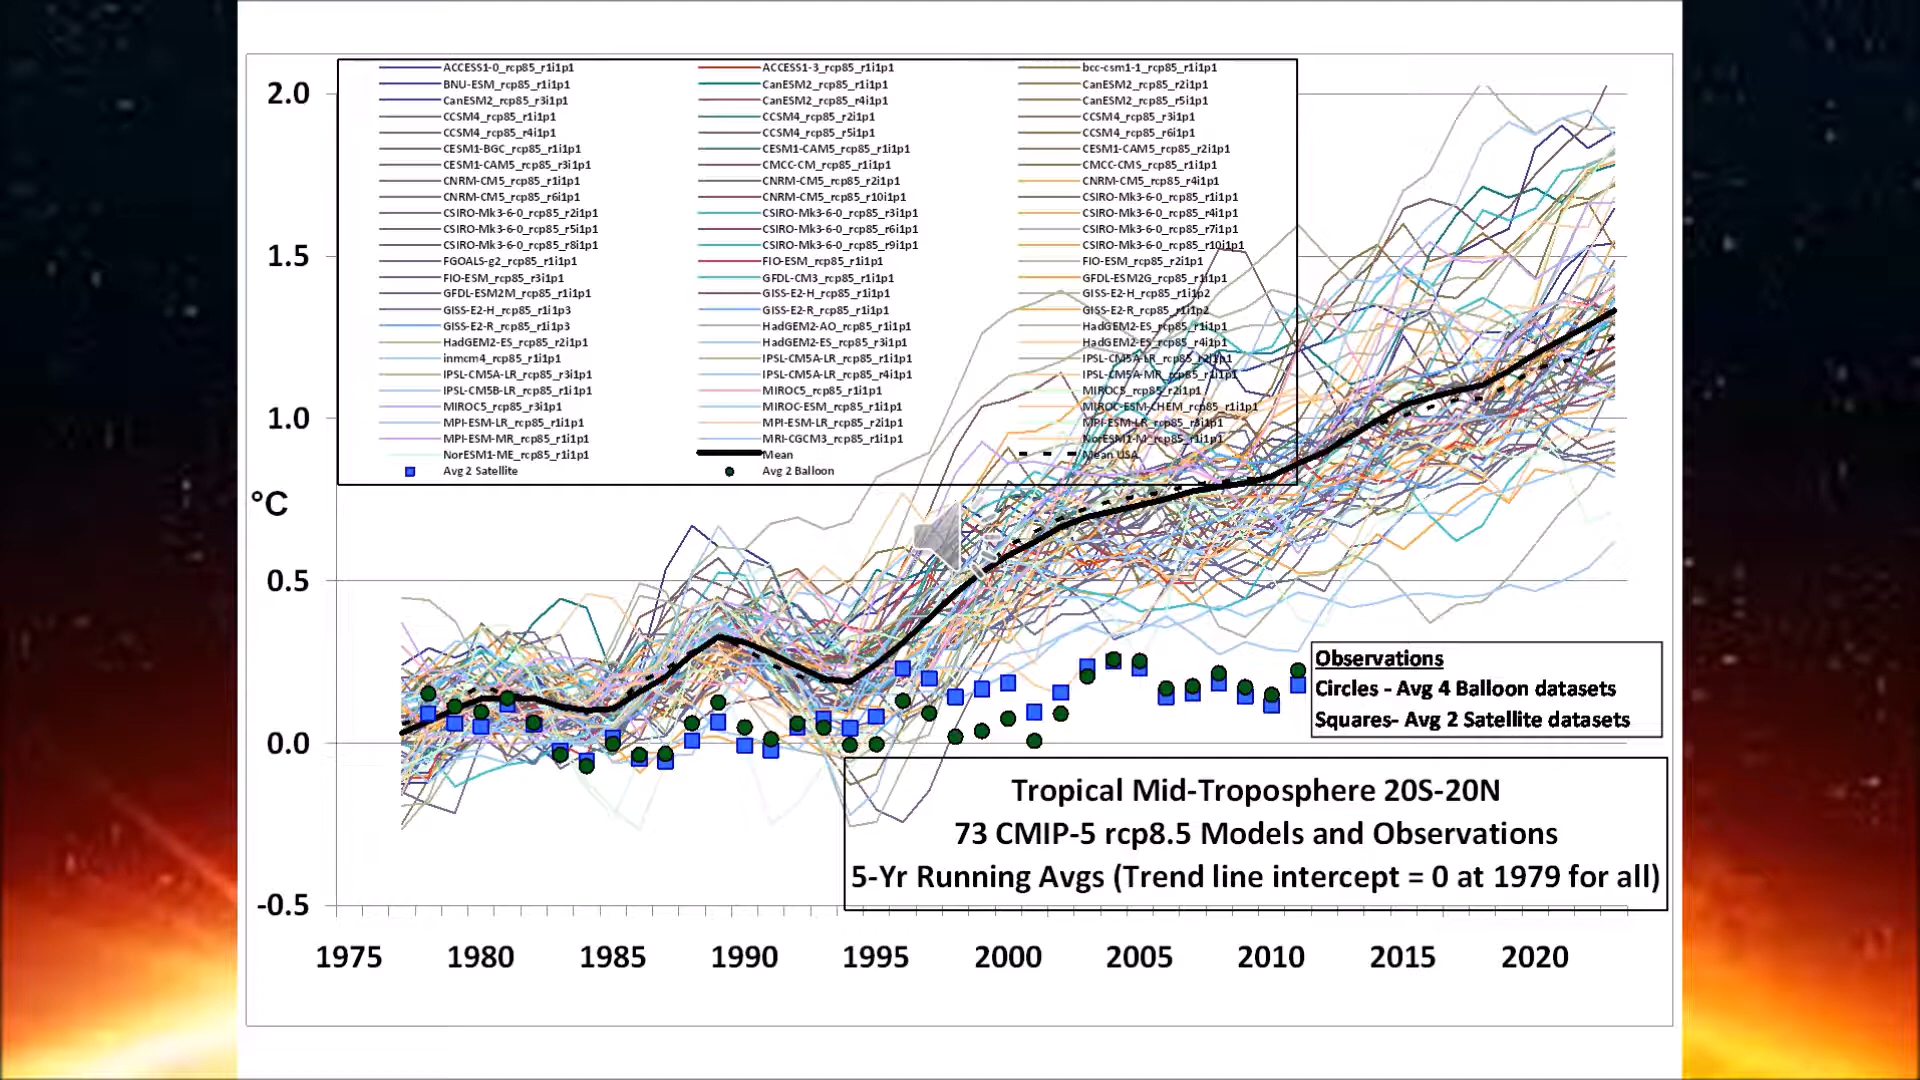 ACCESS1-0_rcp85_r1i1p1 ACCESS1-3_rcp85_r1i1p1 bcc-csm1-1_rcp85_r1i1p1
BNU-ESM_rcp85_r1i1p1 CanESM2_rcp85_r1i1p1 CanESM2_rcp85_r2i1p1
CanESM2_rcp85_r3i1p1 CanESM2_rcp85_r4i1p1 CanESM2_rcp85_r5i1p1
CCSM4_rcp85_r1i1p1 CCSM4_rcp85_r2i1p1 CCSM4_rcp85_r3i1p1
CCSM4_rcp85_r4i1p1 CCSM4_rcp85_r5i1p1 CCSM4_rcp85_r6i1p1
CESM1-BGC_rcp85_r1i1p1 CESM1-CAM5_rcp85_r1i1p1 CESM1-CAM5_rcp85_r2i1p1
CESM1-CAM5_rcp85_r3i1p1 CMCC-CM_rcp85_r1i1p1 CMCC-CMS_rcp85_r1i1p1
CNRM-CM5_rcp85_r1i1p1 CNRM-CM5_rcp85_r2i1p1 CNRM-CM5_rcp85_r4i1p1
CNRM-CM5_rcp85_r6i1p1 CNRM-CM5_rcp85_r10i1p1 CSIRO-Mk3-6-0_rcp85_r1i1p1
CSIRO-Mk3-6-0_rcp85_r2i1p1 CSIRO-Mk3-6-0_rcp85_r3i1p1 CSIRO-Mk3-6-0_rcp85_r4i1p1
CSIRO-Mk3-6-0_rcp85_r5i1p1 CSIRO-Mk3-6-0_rcp85_r6i1p1 CSIRO-Mk3-6-0_rcp85_r7i1p1
CSIRO-Mk3-6-0_rcp85_r8i1p1 CSIRO-Mk3-6-0_rcp85_r9i1p1 CSIRO-Mk3-6-0_rcp85_r10i1p1
FGOALS-g2_rcp85_r1i1p1 FIO-ESM_rcp85_r1i1p1 FIO-ESM_rcp85_r2i1p1
FIO-ESM_rcp85_r3i1p1 GFDL-CM3_rcp85_r1i1p1 GFDL-ESM2G_rcp85_r1i1p1
GFDL-ESM2M_rcp85_r1i1p1 GISS-E2-H_rcp85_r1i1p1 GISS-E2-H_rcp85_r1i1p2
GISS-E2-H_rcp85_r1i1p3 GISS-E2-R_rcp85_r1i1p1 GISS-E2-R_rcp85_r1i1p2
GISS-E2-R_rcp85_r1i1p3 HadGEM2-AO_rcp85_r1i1p1 HadGEM2-ES_rcp85_r1i1p1
HadGEM2-ES_rcp85_r2i1p1 HadGEM2-ES_rcp85_r3i1p1 HadGEM2-ES_rcp85_r4i1p1
inmcm4_rcp85_r1i1p1 IPSL-CM5A-LR_rcp85_r1i1p1 IPSL-CM5A-LR_rcp85_r2i1p1
IPSL-CM5A-LR_rcp85_r3i1p1 IPSL-CM5A-LR_rcp85_r4i1p1 IPSL-CM5A-MR_rcp85_r1i1p1
IPSL-CM5B-LR_rcp85_r1i1p1 MIROC5_rcp85_r1i1p1 MIROC5_rcp85_r2i1p1
MIROC5_rcp85_r3i1p1 MIROC-ESM_rcp85_r1i1p1 MIROC-ESM-CHEM_rcp85_r1i1p1
MPI-ESM-LR_rcp85_r1i1p1 MPI-ESM-LR_rcp85_r2i1p1 MPI-ESM-LR_rcp85_r3i1p1
MPI-ESM-MR_rcp85_r1i1p1 MRI-CGCM3_rcp85_r1i1p1 NorESM1-M_rcp85_r1i1p1
NorESM1-ME_rcp85_r1i1p1 Mean Mean USA
Avg 2 Satellite Avg 2 Balloon
2.0
1.5
1.0
°C
0.5
0.0
-0.5
Observations
Circles - Avg 4 Balloon datasets
Squares- Avg 2 Satellite datasets
Tropical Mid-Troposphere 20S-20N
73 CMIP-5 rcp8.5 Models and Observations
5-Yr Running Avgs (Trend line intercept = 0 at 1979 for all)
1975 1980 1985 1990 1995 2000 2005 2010 2015 2020